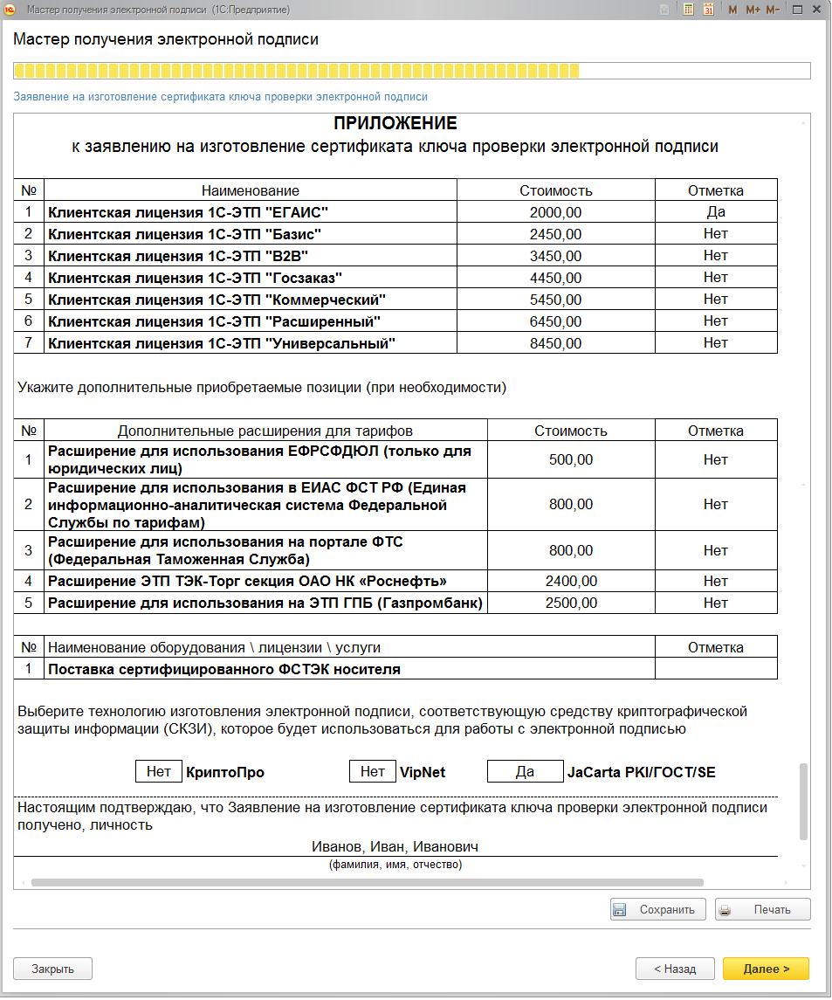 Мастер получения электронной подписи (1С:Предприятие)
M M+ M-
Мастер получения электронной подписи
Заявление на изготовление сертификата ключа проверки электронной подписи
ПРИЛОЖЕНИЕ
к заявлению на изготовление сертификата ключа проверки электронной подписи
№ Наименование Стоимость Отметка
1 Клиентская лицензия 1С-ЭТП "ЕГАИС" 2000,00 Да
2 Клиентская лицензия 1С-ЭТП "Базис" 2450,00 Нет
3 Клиентская лицензия 1С-ЭТП "B2B" 3450,00 Нет
4 Клиентская лицензия 1С-ЭТП "Госзаказ" 4450,00 Нет
5 Клиентская лицензия 1С-ЭТП "Коммерческий" 5450,00 Нет
6 Клиентская лицензия 1С-ЭТП "Расширенный" 6450,00 Нет
7 Клиентская лицензия 1С-ЭТП "Универсальный" 8450,00 Нет
Укажите дополнительные приобретаемые позиции (при необходимости)
№ Дополнительные расширения для тарифов Стоимость Отметка
1 Расширение для использования ЕФРСФДЮЛ (только для
юридических лиц) 500,00 Нет
2 Расширение для использования в ЕИАС ФСТ РФ (Единая
информационно-аналитическая система Федеральной
Службы по тарифам) 800,00 Нет
3 Расширение для использования на портале ФТС
(Федеральная Таможенная Служба) 800,00 Нет
4 Расширение ЭТП ТЭК-Торг секция ОАО НК «Роснефть» 2400,00 Нет
5 Расширение для использования на ЭТП ГПБ (Газпромбанк) 2500,00 Нет
№ Наименование оборудования \ лицензии \ услуги Отметка
1 Поставка сертифицированного ФСТЭК носителя
Выберите технологию изготовления электронной подписи, соответствующую средству криптографической
защиты информации (СКЗИ), которое будет использоваться для работы с электронной подписью
Нет КриптоПро Нет VipNet Да JaCarta PKI/ГОСТ/SE
Настоящим подтверждаю, что Заявление на изготовление сертификата ключа проверки электронной подписи
получено, личность
Иванов, Иван, Иванович
(фамилия, имя, отчество)
Сохранить Печать
Закрыть < Назад Далее >